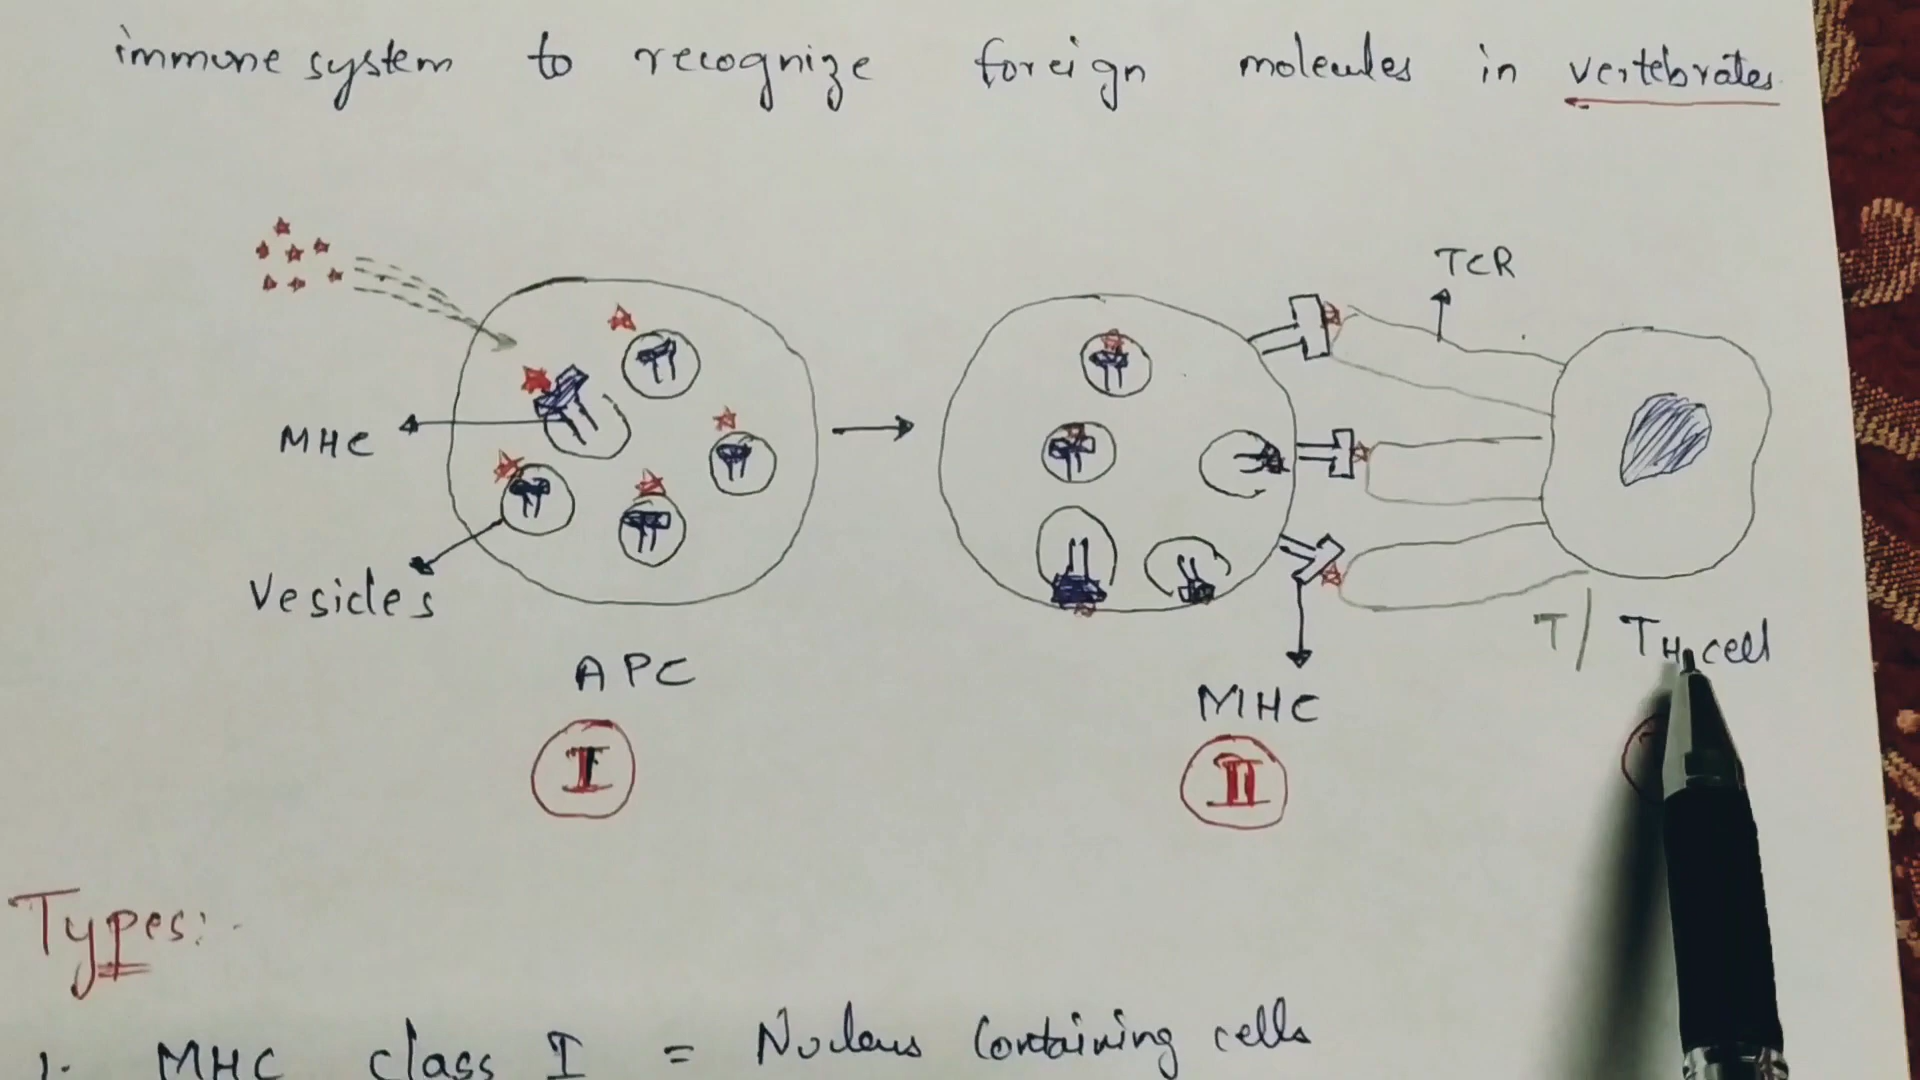 immune system to recognize foreign molecules in vertebrates
TCR
MHC
Vesicles
T/ TH cell
APC
MHC
I
II
Types:-
1. MHC class I = Nucleus Containing cells